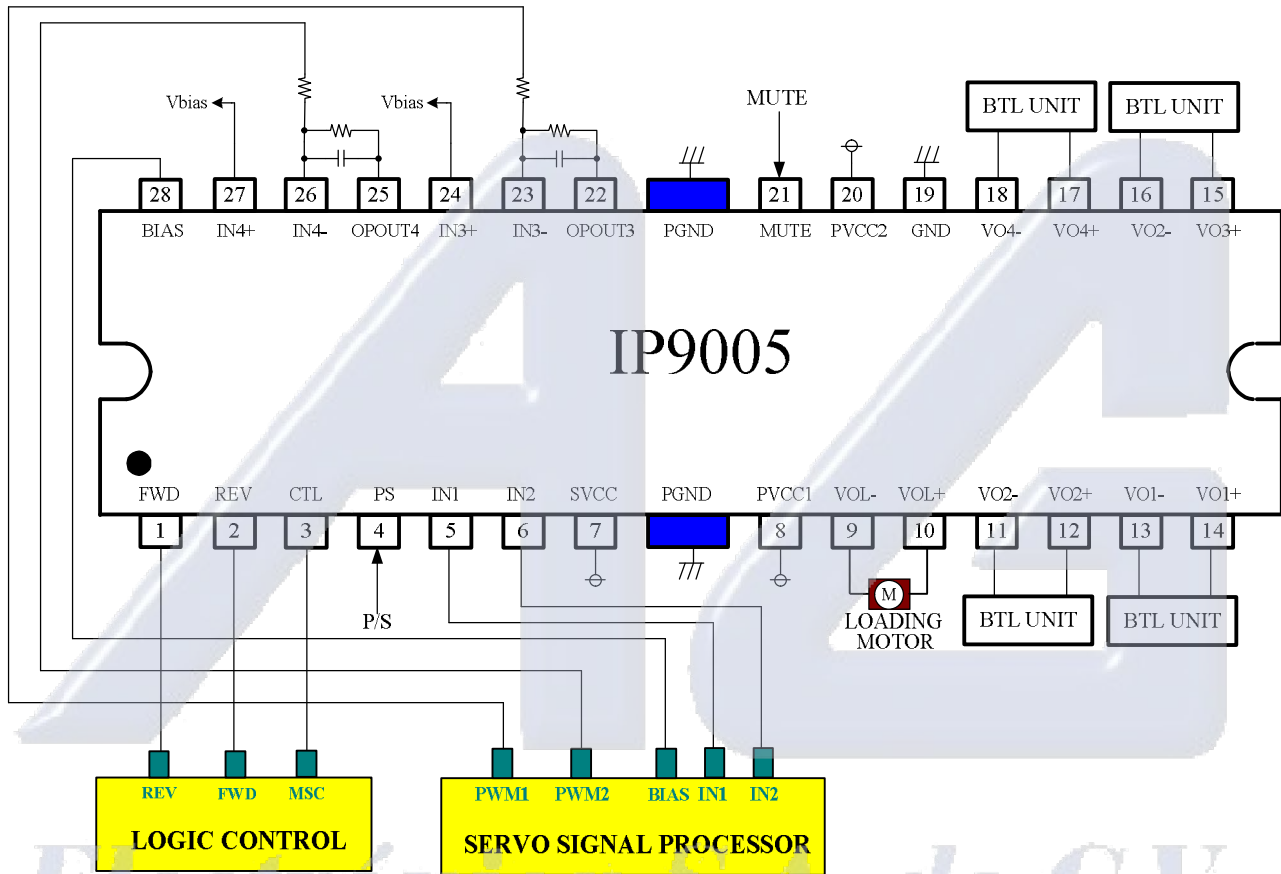 MUTE
BTL UNIT
BTL UNIT
Vbias
Vbias
28 27 26 25 24 23 22 21 20 19 18 17 16 15
BIAS IN4+ IN4- OPOUT4 IN3+ IN3- OPOUT3 PGND MUTE PVCC2 GND VO4- VO4+ VO2- VO3+
IP9005
FWD REV CTL PS IN1 IN2 SVCC PGND PVCC1 VOL- VOL+ VO2- VO2+ VO1- VO1+
1 2 3 4 5 6 7 8 9 10 11 12 13 14
M
P/S
LOADING
MOTOR
BTL UNIT
BTL UNIT
REV FWD MSC
LOGIC CONTROL
PWM1 PWM2 BIAS IN1 IN2
SERVO SIGNAL PROCESSOR